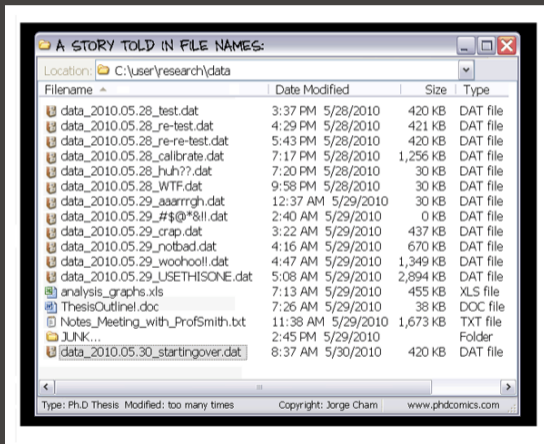 A STORY TOLD IN FILE NAMES:
Location: C:\user\research\data
Filename Date Modified Size Type
data_2010.05.28_test.dat 3:37 PM 5/28/2010 420 KB DAT file
data_2010.05.28_re-test.dat 4:29 PM 5/28/2010 421 KB DAT file
data_2010.05.28_re-re-test.dat 5:43 PM 5/28/2010 420 KB DAT file
data_2010.05.28_calibrate.dat 7:17 PM 5/28/2010 1,256 KB DAT file
data_2010.05.28_huh??.dat 7:20 PM 5/28/2010 30 KB DAT file
data_2010.05.28_WTF.dat 9:58 PM 5/28/2010 30 KB DAT file
data_2010.05.29_aaarrrgh.dat 12:37 AM 5/29/2010 30 KB DAT file
data_2010.05.29_#$@*&!!.dat 2:40 AM 5/29/2010 0 KB DAT file
data_2010.05.29_crap.dat 3:22 AM 5/29/2010 437 KB DAT file
data_2010.05.29_notbad.dat 4:16 AM 5/29/2010 670 KB DAT file
data_2010.05.29_woohoo!!.dat 4:47 AM 5/29/2010 1,349 KB DAT file
data_2010.05.29_USETHISONE.dat 5:08 AM 5/29/2010 2,894 KB DAT file
analysis_graphs.xls 7:13 AM 5/29/2010 455 KB XLS file
ThesisOutline!.doc 7:26 AM 5/29/2010 38 KB DOC file
Notes_Meeting_with_ProfSmith.txt 11:38 AM 5/29/2010 1,673 KB TXT file
JUNK... 2:45 PM 5/29/2010 Folder
data_2010.05.30_startingover.dat 8:37 AM 5/30/2010 420 KB DAT file
Type: Ph.D Thesis Modified: too many times Copyright: Jorge Cham www.phdcomics.com